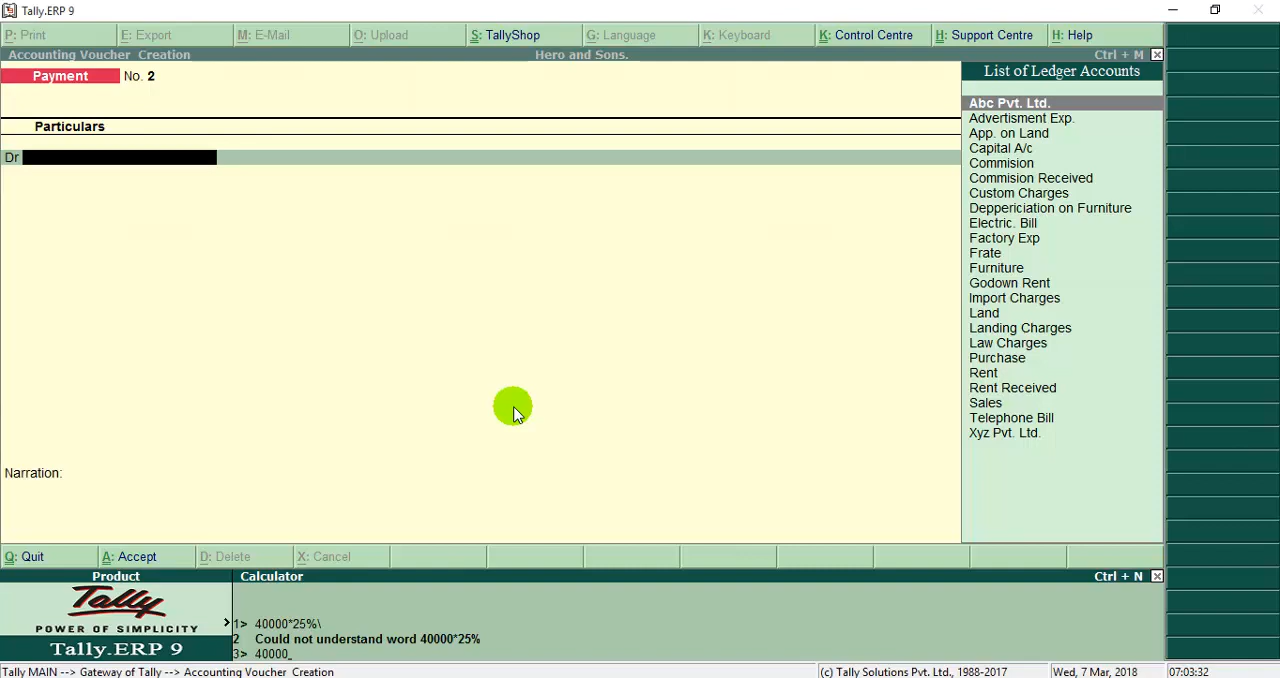 Tally.ERP 9
P: Print E: Export M: E-Mail O: Upload S: TallyShop G: Language K: Keyboard K: Control Centre H: Support Centre H: Help
Accounting Voucher Creation Hero and Sons. Ctrl + M
Payment No. 2
Particulars
Dr
Narration:
List of Ledger Accounts
Abc Pvt. Ltd.
Advertisment Exp.
App. on Land
Capital A/c
Commision
Commision Received
Custom Charges
Depperciation on Furniture
Electric. Bill
Factory Exp
Frate
Furniture
Godown Rent
Import Charges
Land
Landing Charges
Law Charges
Purchase
Rent
Rent Received
Sales
Telephone Bill
Xyz Pvt. Ltd.
Q: Quit A: Accept D: Delete X: Cancel
Product
Tally
POWER OF SIMPLICITY
Tally.ERP 9
Calculator Ctrl + N
1> 40000*25%\
2 Could not understand word 40000*25%
3> 40000_
Tally MAIN --> Gateway of Tally --> Accounting Voucher Creation (c) Tally Solutions Pvt. Ltd., 1988-2017 Wed, 7 Mar, 2018 07:03:32